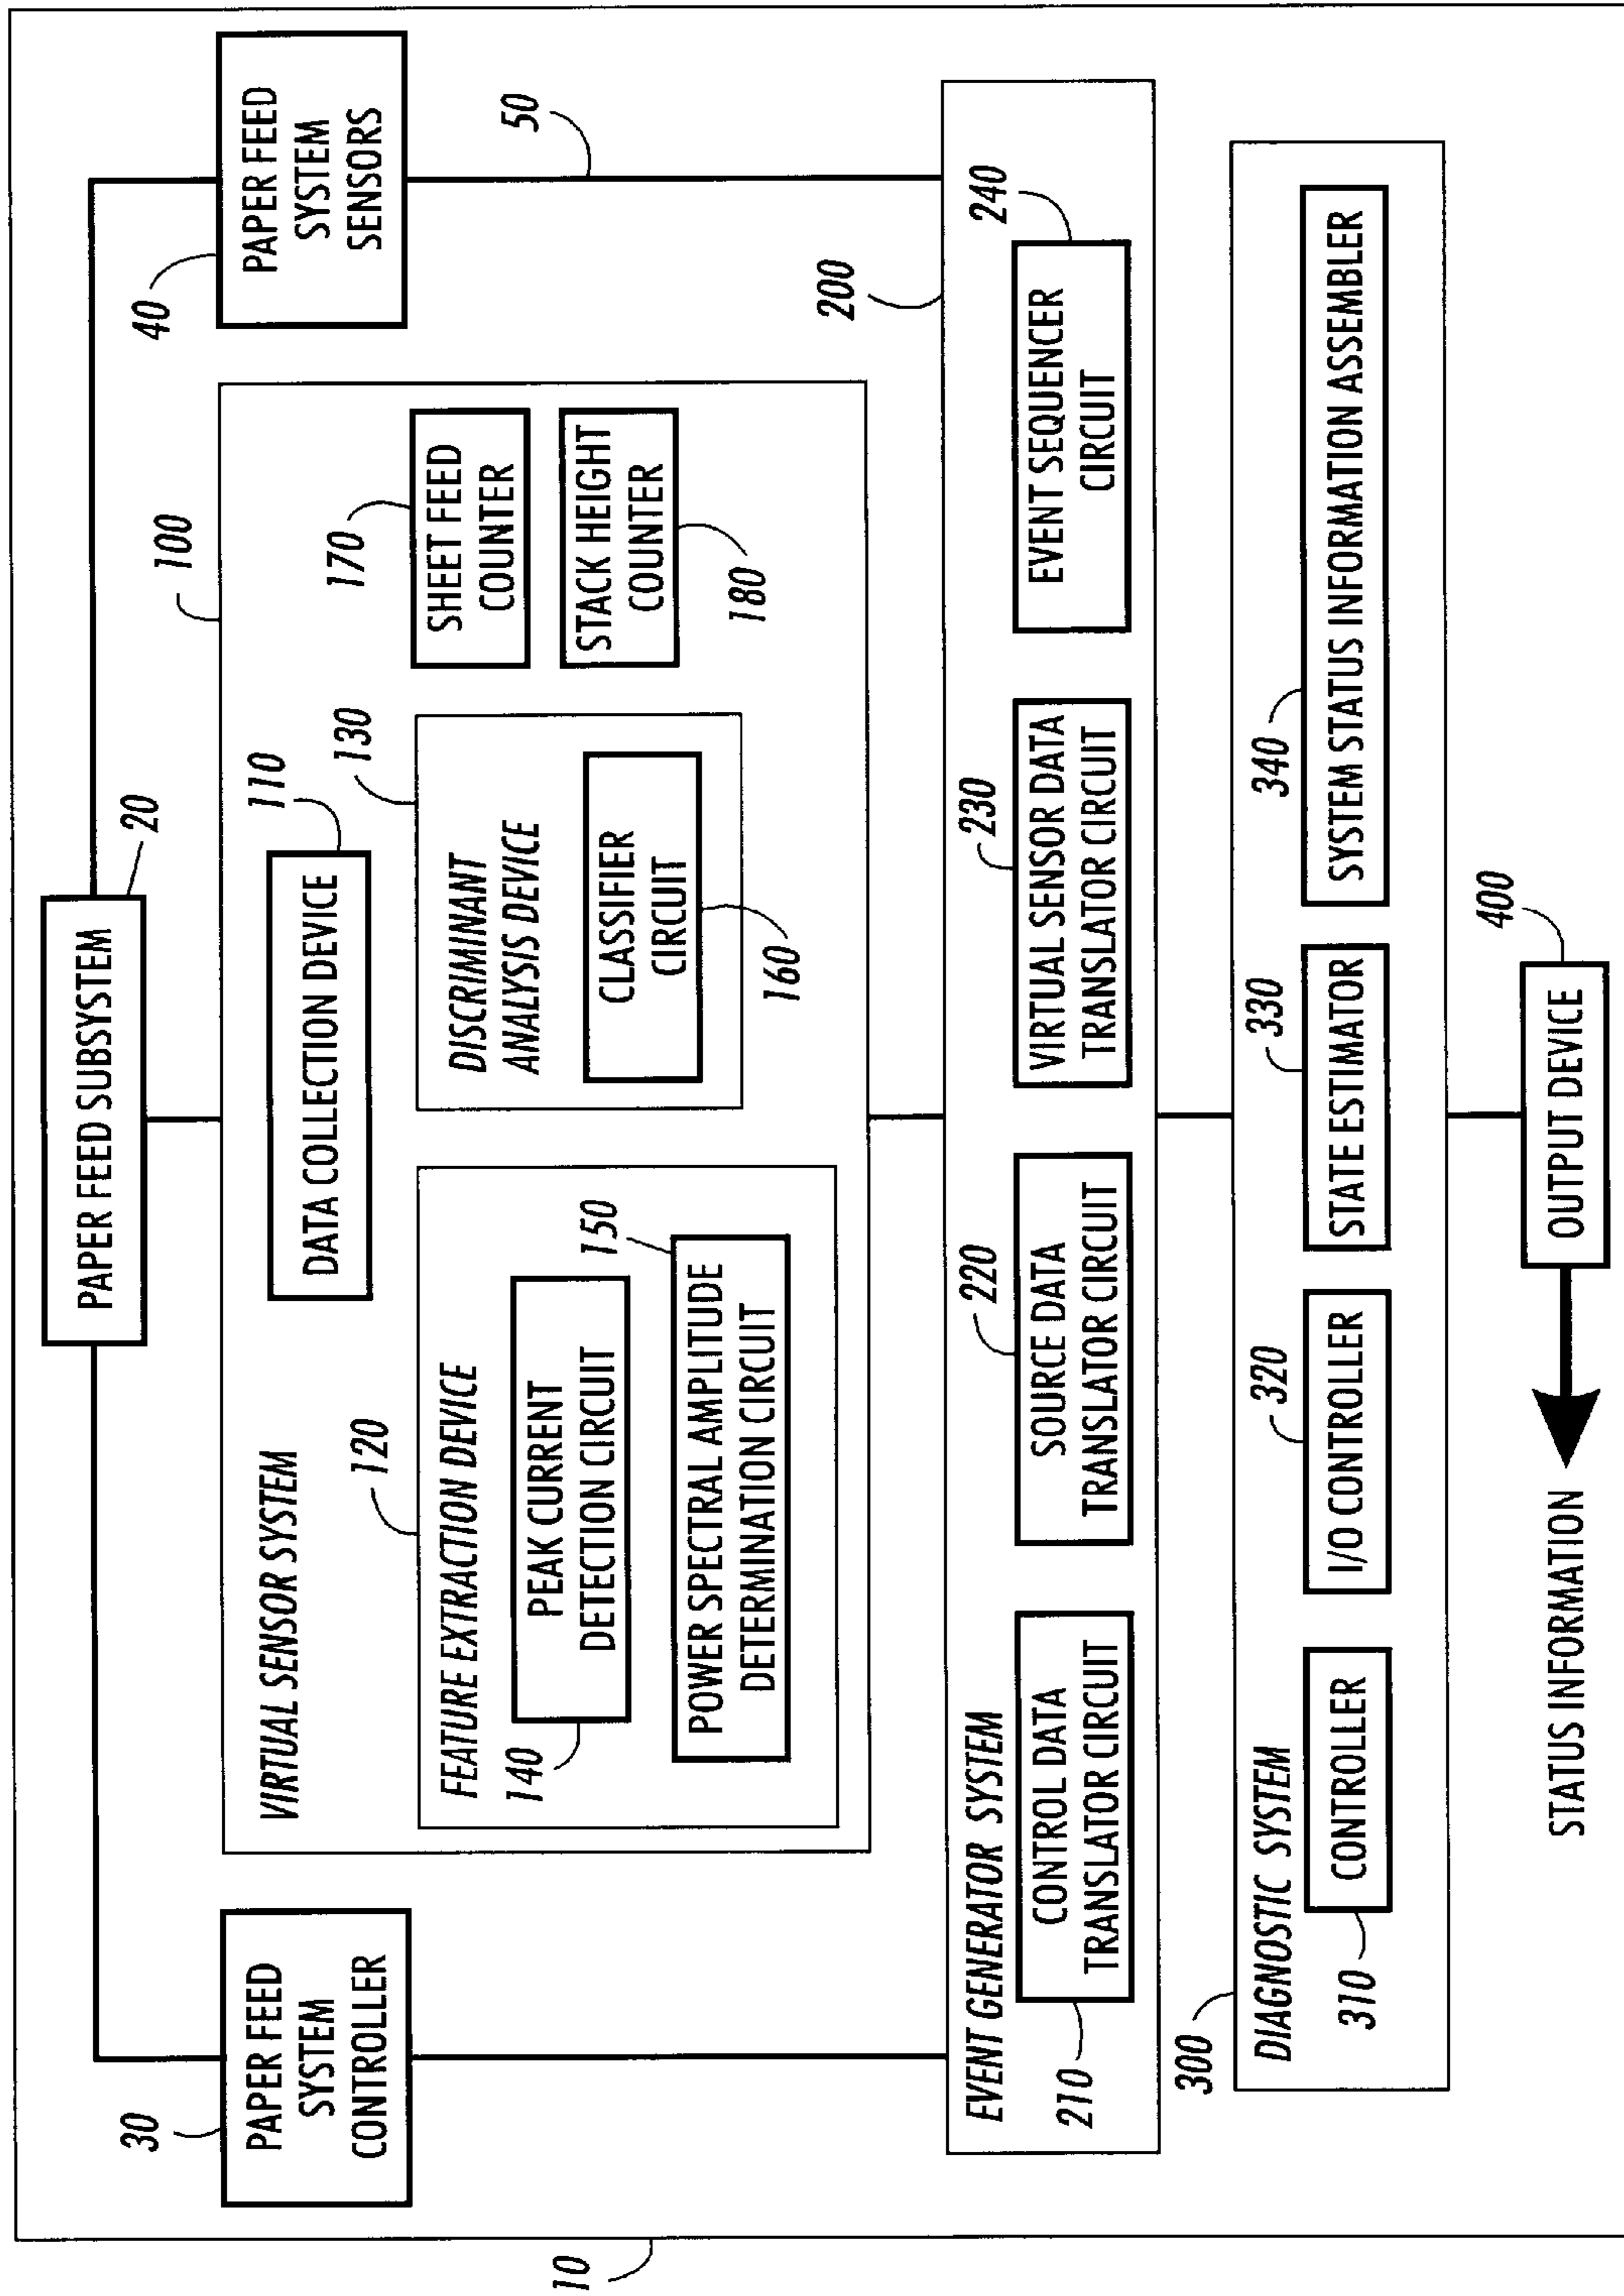 10
PAPER FEED SUBSYSTEM
20
30
PAPER FEED
SYSTEM
CONTROLLER
40
PAPER FEED
SYSTEM
SENSORS
50
VIRTUAL SENSOR SYSTEM
100
DATA COLLECTION DEVICE
110
120
FEATURE EXTRACTION DEVICE
140
PEAK CURRENT
DETECTION CIRCUIT
150
POWER SPECTRAL AMPLITUDE
DETERMINATION CIRCUIT
130
DISCRIMINANT
ANALYSIS DEVICE
CLASSIFIER
CIRCUIT
160
170
SHEET FEED
COUNTER
STACK HEIGHT
COUNTER
180
EVENT GENERATOR SYSTEM
200
CONTROL DATA
TRANSLATOR CIRCUIT
210
220
SOURCE DATA
TRANSLATOR CIRCUIT
230
VIRTUAL SENSOR DATA
TRANSLATOR CIRCUIT
240
EVENT SEQUENCER
CIRCUIT
300
DIAGNOSTIC SYSTEM
CONTROLLER
310
320
I/O CONTROLLER
330
STATE ESTIMATOR
340
SYSTEM STATUS INFORMATION ASSEMBLER
STATUS INFORMATION
OUTPUT DEVICE
400